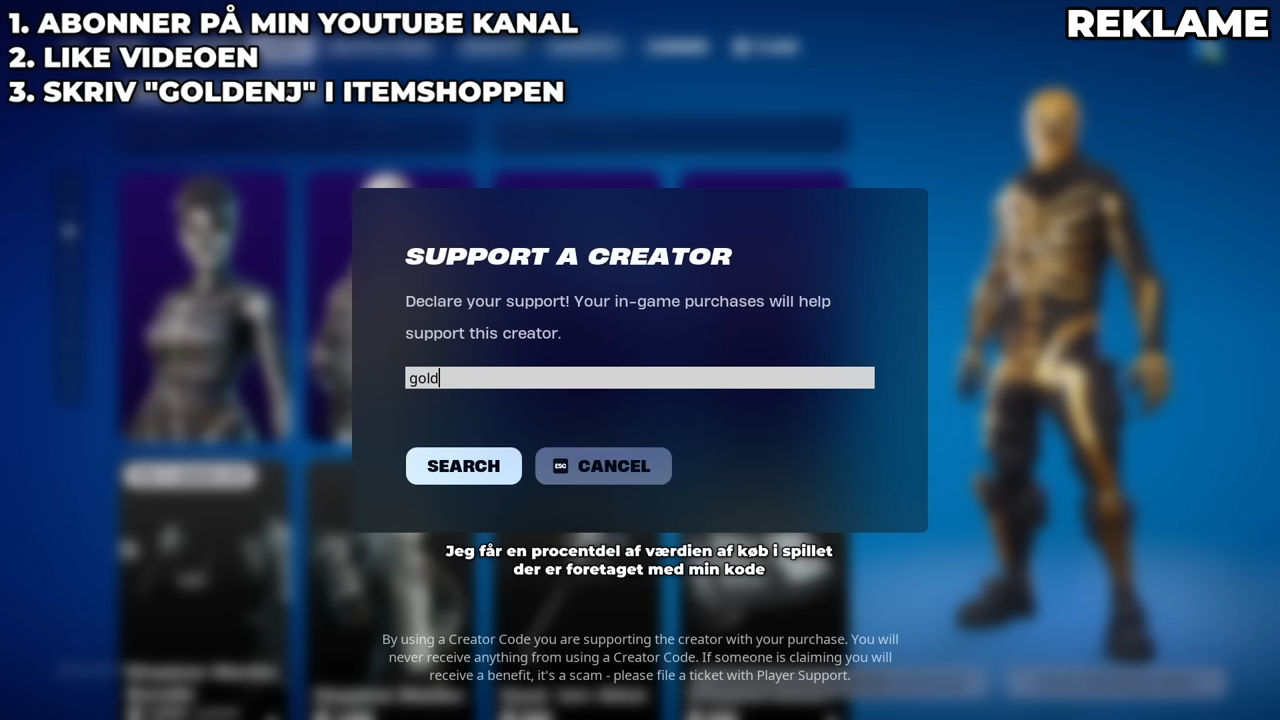 1. ABONNER PÅ MIN YOUTUBE KANAL
2. LIKE VIDEOEN
3. SKRIV "GOLDENJ" I ITEMSHOPPEN
REKLAME
SUPPORT A CREATOR
Declare your support! Your in-game purchases will help
support this creator.
gold
SEARCH
ESC CANCEL
Jeg får en procentdel af værdien af køb i spillet
der er foretaget med min kode
By using a Creator Code you are supporting the creator with your purchase. You will
never receive anything from using a Creator Code. If someone is claiming you will
receive a benefit, it's a scam - please file a ticket with Player Support.